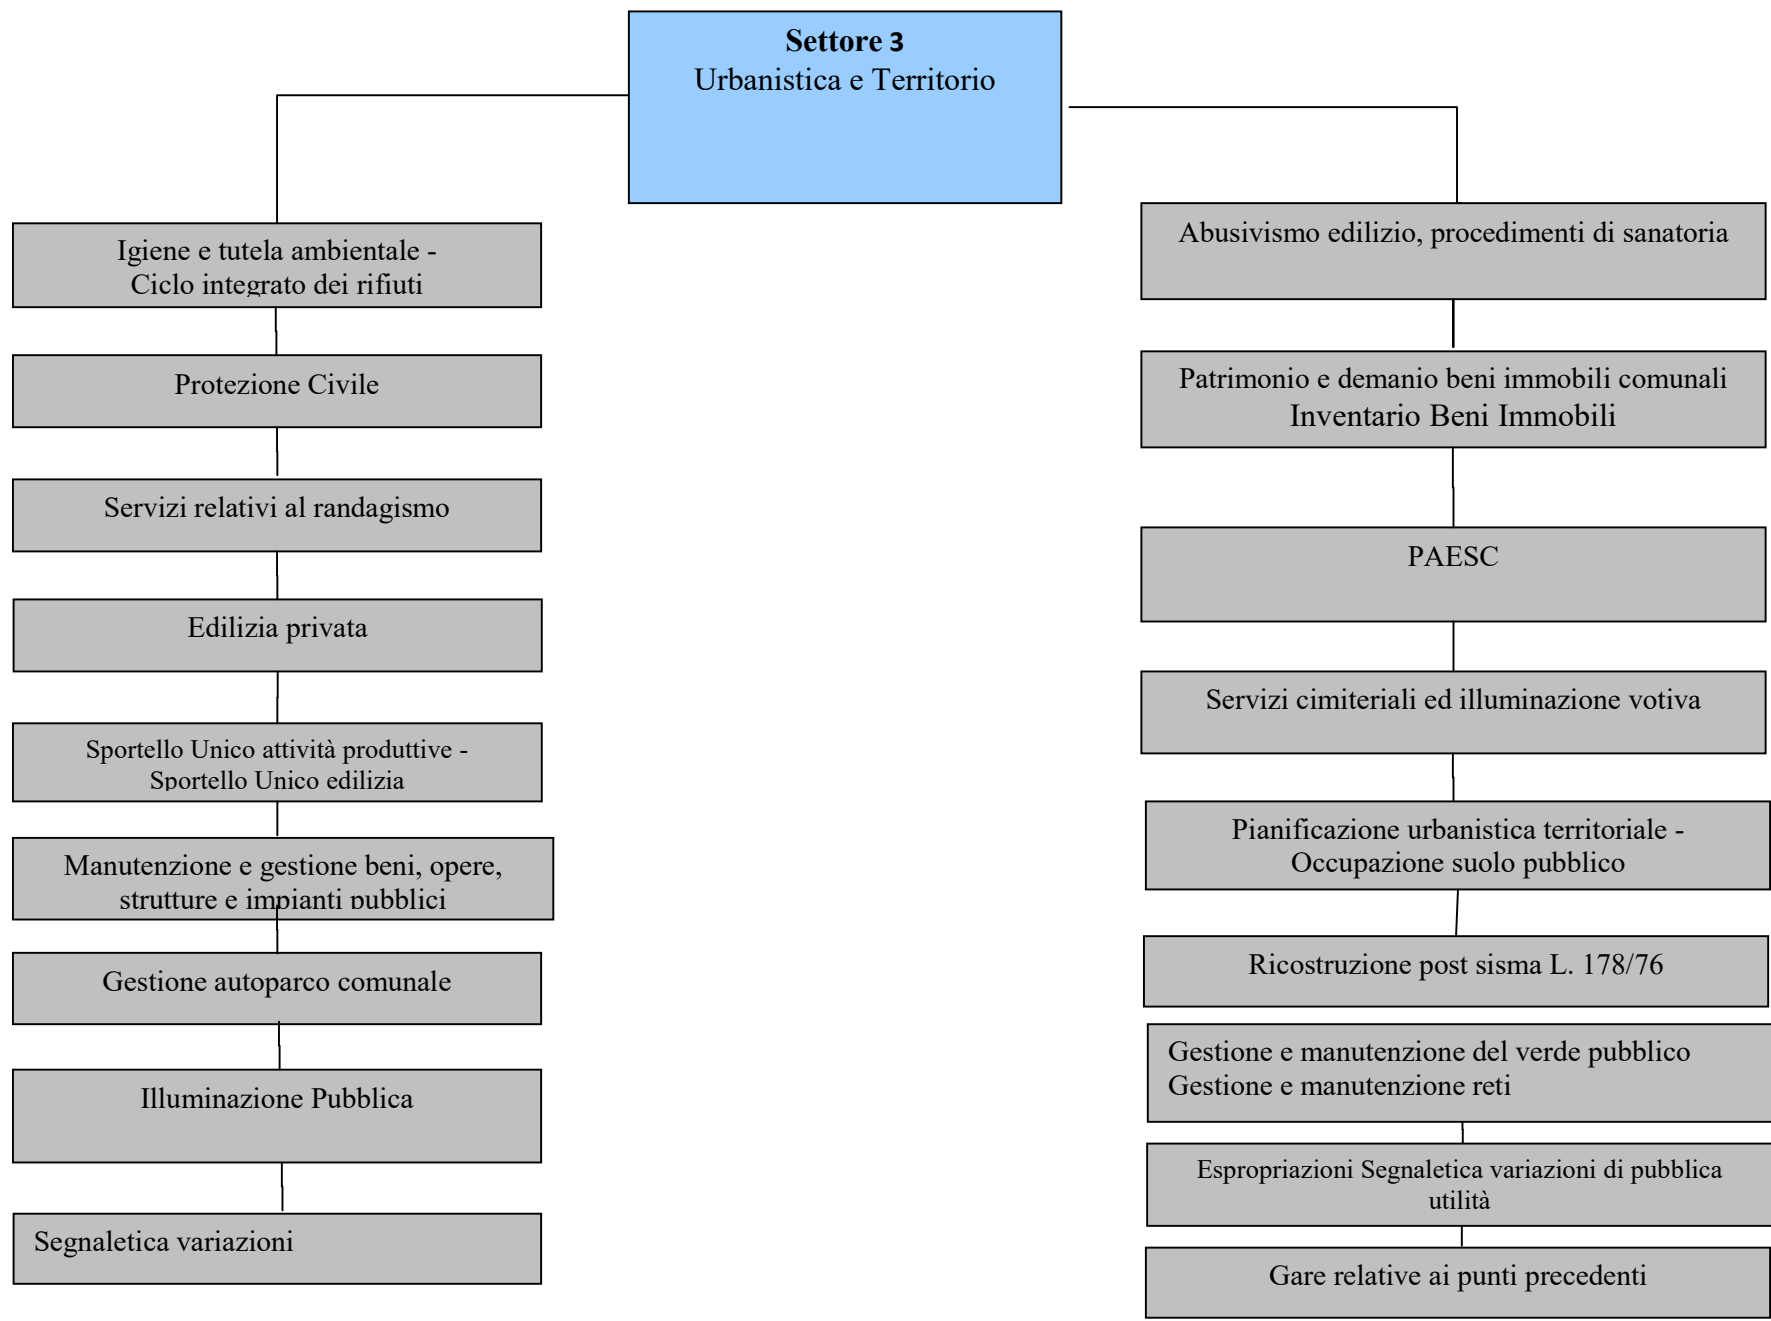 Settore 3
Urbanistica e Territorio
Igiene e tutela ambientale -
Ciclo integrato dei rifiuti
Protezione Civile
Servizi relativi al randagismo
Edilizia privata
Sportello Unico attività produttive -
Sportello Unico edilizia
Manutenzione e gestione beni, opere,
strutture e impianti pubblici
Gestione autoparco comunale
Illuminazione Pubblica
Segnaletica variazioni
Abusivismo edilizio, procedimenti di sanatoria
Patrimonio e demanio beni immobili comunali
Inventario Beni Immobili
PAESC
Servizi cimiteriali ed illuminazione votiva
Pianificazione urbanistica territoriale -
Occupazione suolo pubblico
Ricostruzione post sisma L. 178/76
Gestione e manutenzione del verde pubblico
Gestione e manutenzione reti
Espropriazioni Segnaletica variazioni di pubblica
utilità
Gare relative ai punti precedenti